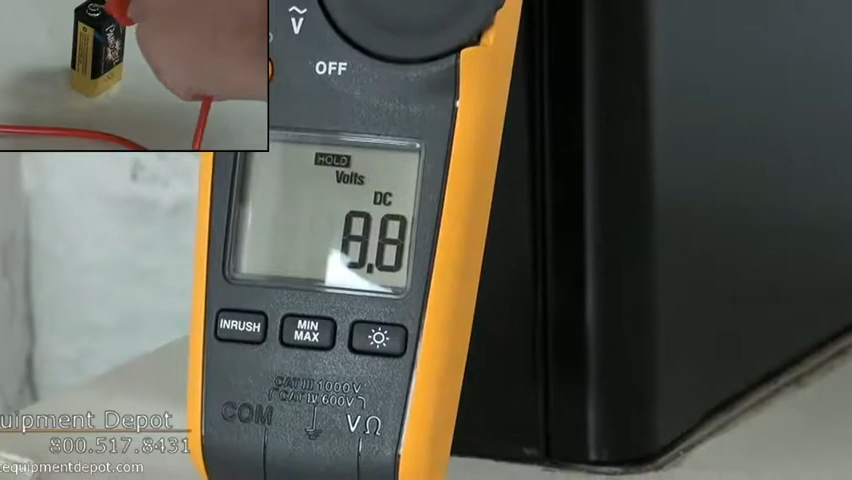 V
OFF
HOLD
Volts
DC
8.8
INRUSH
MIN
MAX
CAT III 1000V
CAT IV 600V
COM
VΩ
uipment Depot
800.517.8431
equipmentdepot.com